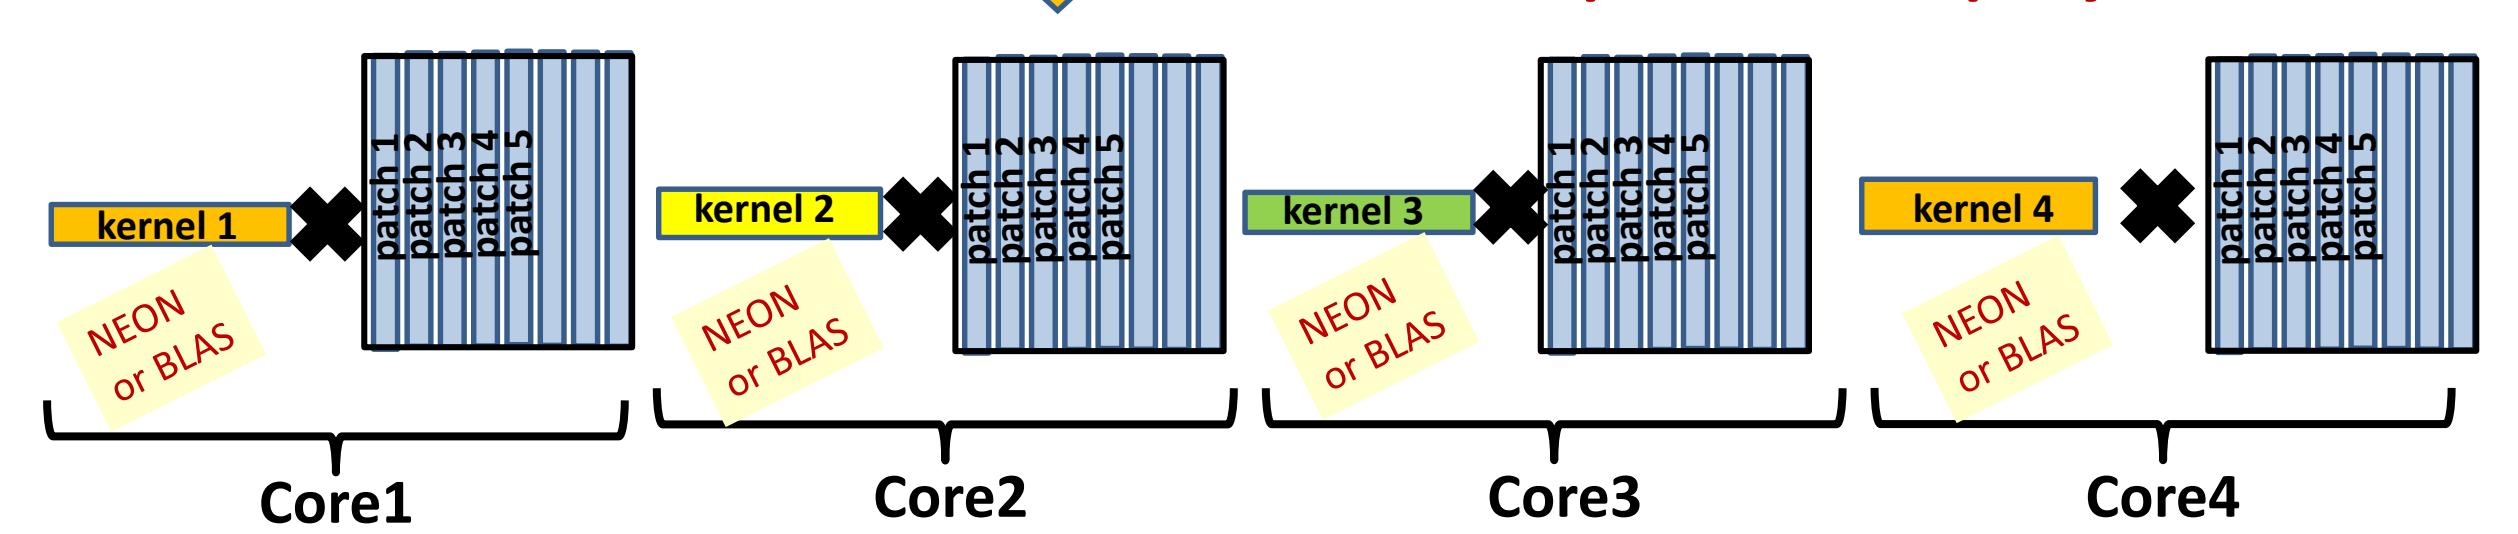 kernel 1
patch 1
patch 2
patch 3
patch 4
patch 5
NEON
or BLAS
Core1
kernel 2
patch 1
patch 2
patch 3
patch 4
patch 5
NEON
or BLAS
Core2
kernel 3
patch 1
patch 2
patch 3
patch 4
patch 5
NEON
or BLAS
Core3
kernel 4
patch 1
patch 2
patch 3
patch 4
patch 5
NEON
or BLAS
Core4